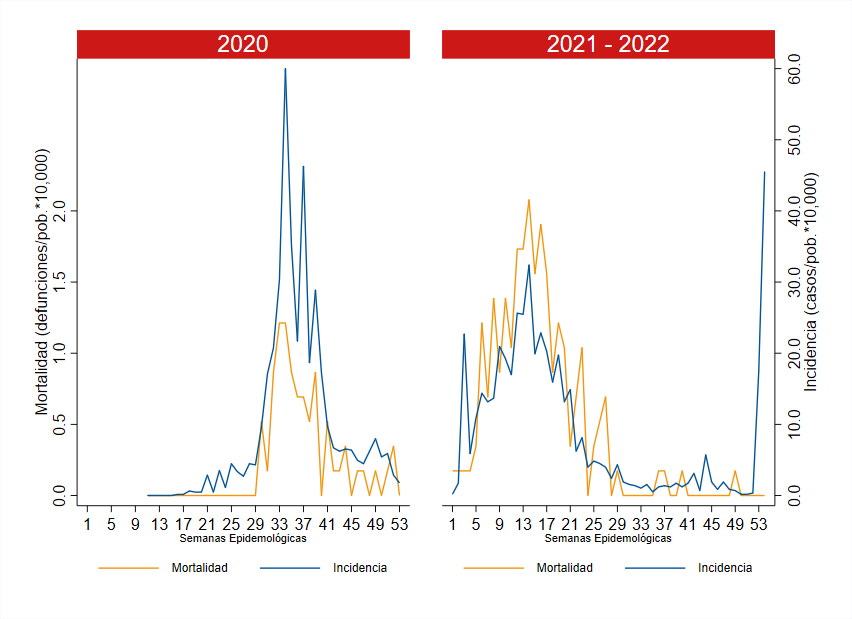 2020
2021 - 2022
Mortalidad (defunciones/pob.*10,000)
0.0 0.5 1.0 1.5 2.0
Incidencia (casos/pob.*10,000)
0.0 10.0 20.0 30.0 40.0 50.0 60.0
1 5 9 13 17 21 25 29 33 37 41 45 49 53
Semanas Epidemológicas
Mortalidad Incidencia
1 5 9 13 17 21 25 29 33 37 41 45 49 53
Semanas Epidemológicas
Mortalidad Incidencia